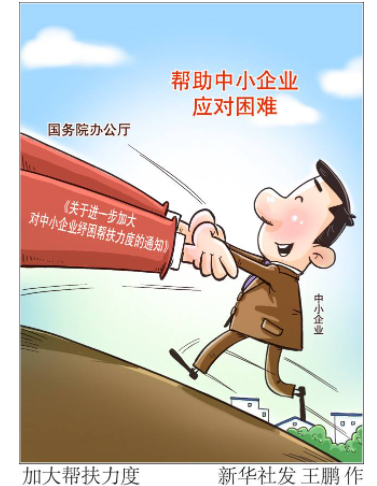 帮助中小企业
应对困难
国务院办公厅
《关于进一步加大
对中小企业纾困帮扶力度的通知》
中小企业
加大帮扶力度 新华社发 王鹏 作